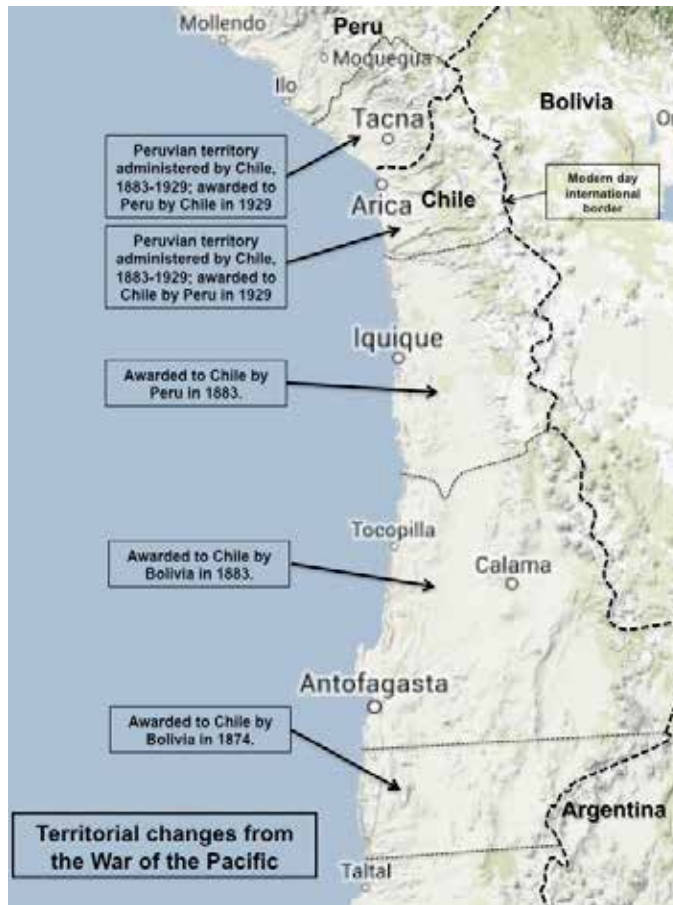 Mollendo
Peru
Moquegua
Ilo
Bolivia
Tacna
Peruvian territory
administered by Chile,
1883-1929; awarded to
Peru by Chile in 1929
Modern day
international
border
Arica
Chile
Peruvian territory
administered by Chile,
1883-1929; awarded to
Chile by Peru in 1929
Iquique
Awarded to Chile by
Peru in 1883.
Tocopilla
Awarded to Chile by
Bolivia in 1883.
Calama
Antofagasta
Awarded to Chile by
Bolivia in 1874.
Argentina
Territorial changes from
the War of the Pacific
Taltal